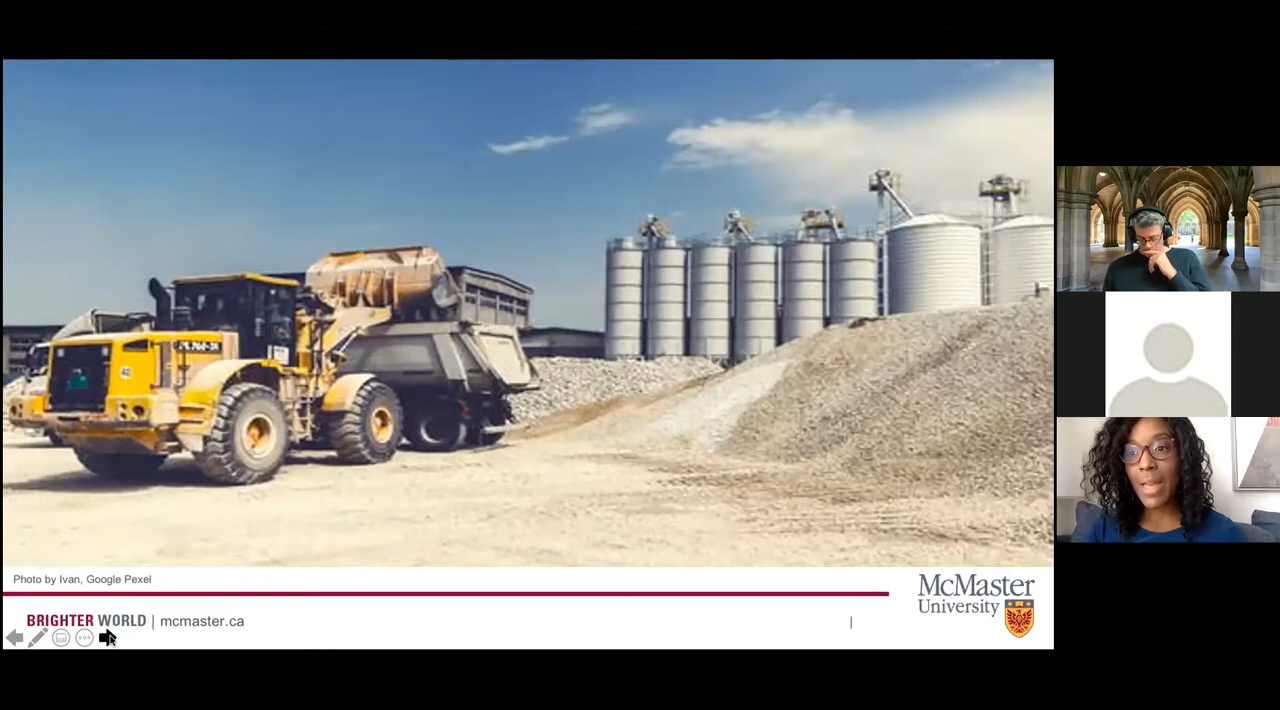 Photo by Ivan, Google Pexel
BRIGHTER WORLD | mcmaster.ca
|
McMaster
University